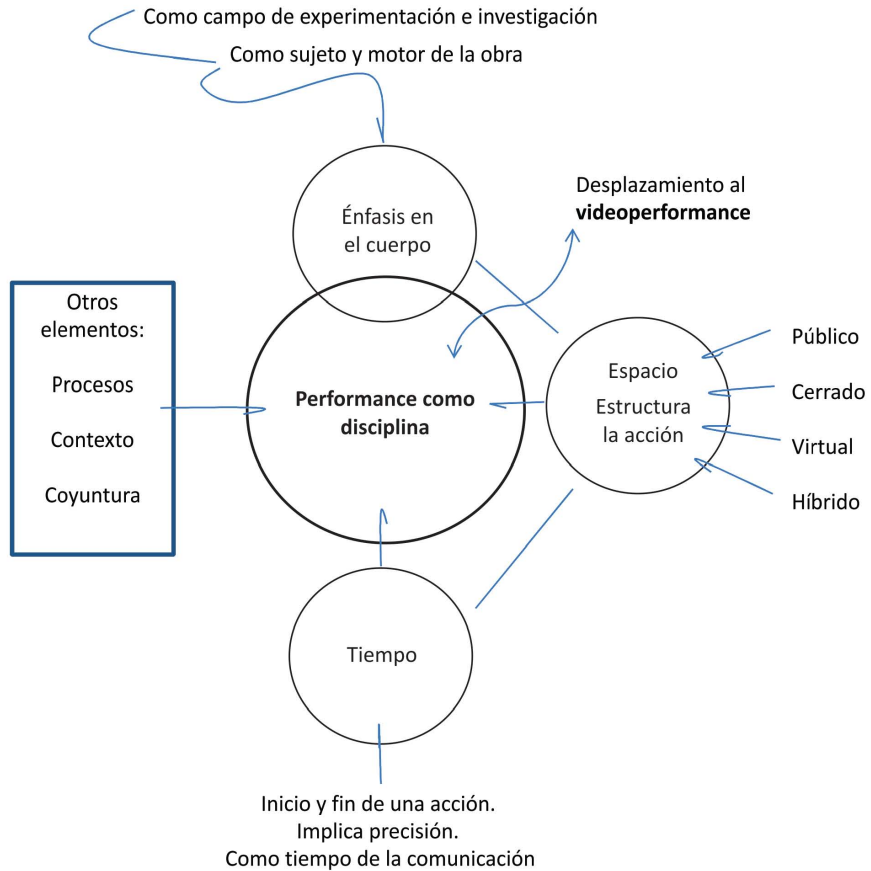 Como campo de experimentación e investigación
Como sujeto y motor de la obra
Énfasis en
el cuerpo
Desplazamiento al
videoperformance
Otros
elementos:
Procesos
Contexto
Coyuntura
Performance como
disciplina
Espacio
Estructura
la acción
Público
Cerrado
Virtual
Híbrido
Tiempo
Inicio y fin de una acción.
Implica precisión.
Como tiempo de la comunicación